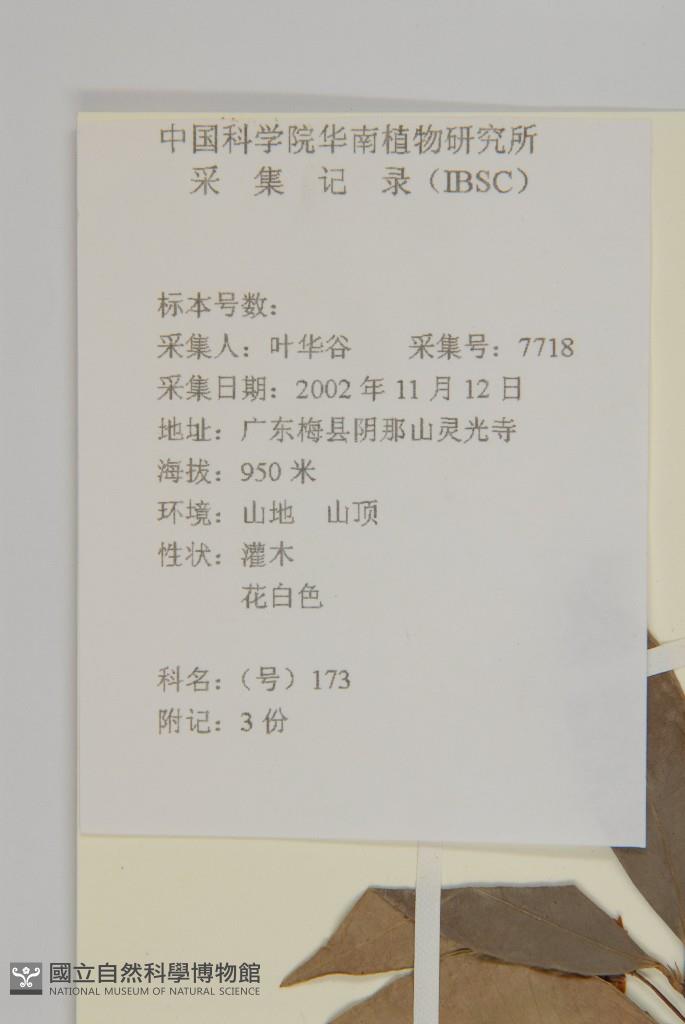 中国科学院华南植物研究所
采 集 记 录（IBSC）
标本号数：
采集人：叶华谷 采集号：7718
采集日期：2002 年 11 月 12 日
地址：广东梅县阴那山灵光寺
海拔：950 米
环境：山地 山顶
性状：灌木
花白色
科名：（号）173
附记：3 份
國立自然科學博物館
NATIONAL MUSEUM OF NATURAL SCIENCE